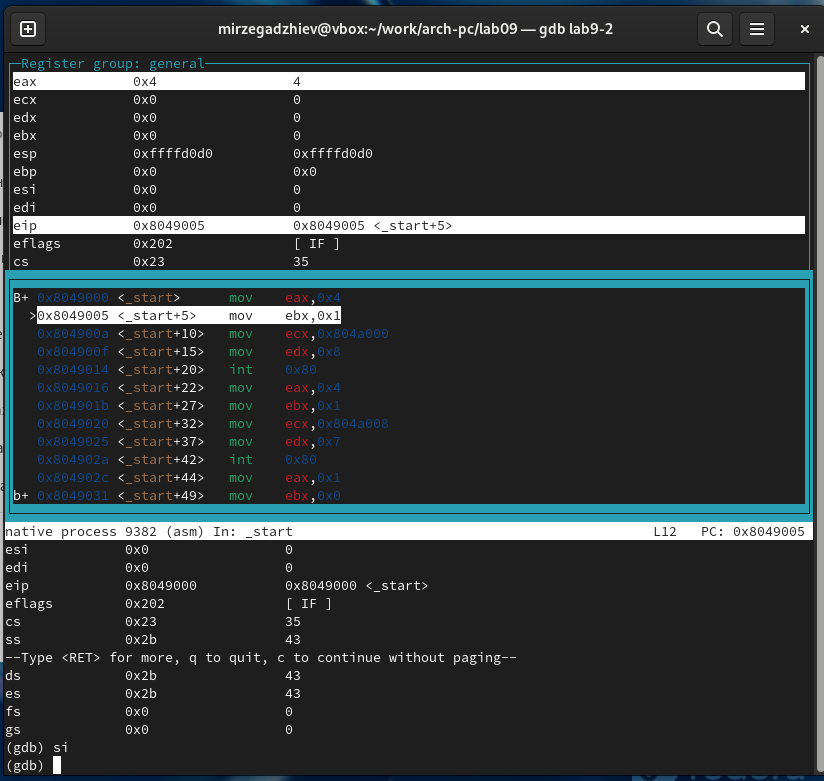 mirzegadzhiev@vbox:~/work/arch-pc/lab09 — gdb lab9-2
Register group: general
eax 0x4 4
ecx 0x0 0
edx 0x0 0
ebx 0x0 0
esp 0xffffd0d0 0xffffd0d0
ebp 0x0 0x0
esi 0x0 0
edi 0x0 0
eip 0x8049005 0x8049005 <_start+5>
eflags 0x202 [ IF ]
cs 0x23 35
B+ 0x8049000 <_start> mov eax,0x4
>0x8049005 <_start+5> mov ebx,0x1
0x804900a <_start+10> mov ecx,0x804a000
0x804900f <_start+15> mov edx,0x8
0x8049014 <_start+20> int 0x80
0x8049016 <_start+22> mov eax,0x4
0x804901b <_start+27> mov ebx,0x1
0x8049020 <_start+32> mov ecx,0x804a008
0x8049025 <_start+37> mov edx,0x7
0x804902a <_start+42> int 0x80
0x804902c <_start+44> mov eax,0x1
b+ 0x8049031 <_start+49> mov ebx,0x0
native process 9382 (asm) In: _start L12 PC: 0x8049005
esi 0x0 0
edi 0x0 0
eip 0x8049000 0x8049000 <_start>
eflags 0x202 [ IF ]
cs 0x23 35
ss 0x2b 43
--Type <RET> for more, q to quit, c to continue without paging--
ds 0x2b 43
es 0x2b 43
fs 0x0 0
gs 0x0 0
(gdb) si
(gdb)